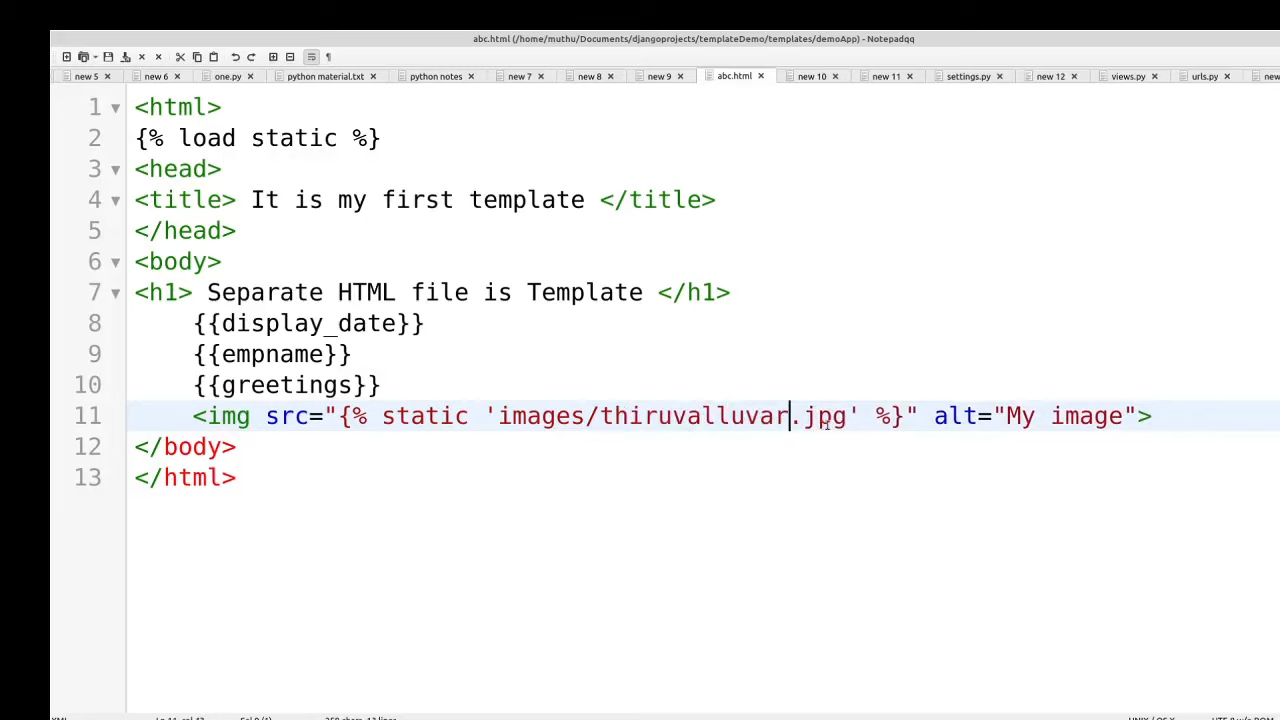 abc.html (/home/muthu/Documents/djangoprojects/templateDemo/templates/demoApp) - Notepadqq
new 5 new 6 one.py python material.txt python notes new 7 new 8 new 9 abc.html new 10 new 11 settings.py new 12 views.py urls.py new
1 <html>
2 {% load static %}
3 <head>
4 <title> It is my first template </title>
5 </head>
6 <body>
7 <h1> Separate HTML file is Template </h1>
8 {{display_date}}
9 {{empname}}
10 {{greetings}}
11 <img src="{% static 'images/thiruvalluvar.jpg' %}" alt="My image">
12 </body>
13 </html>